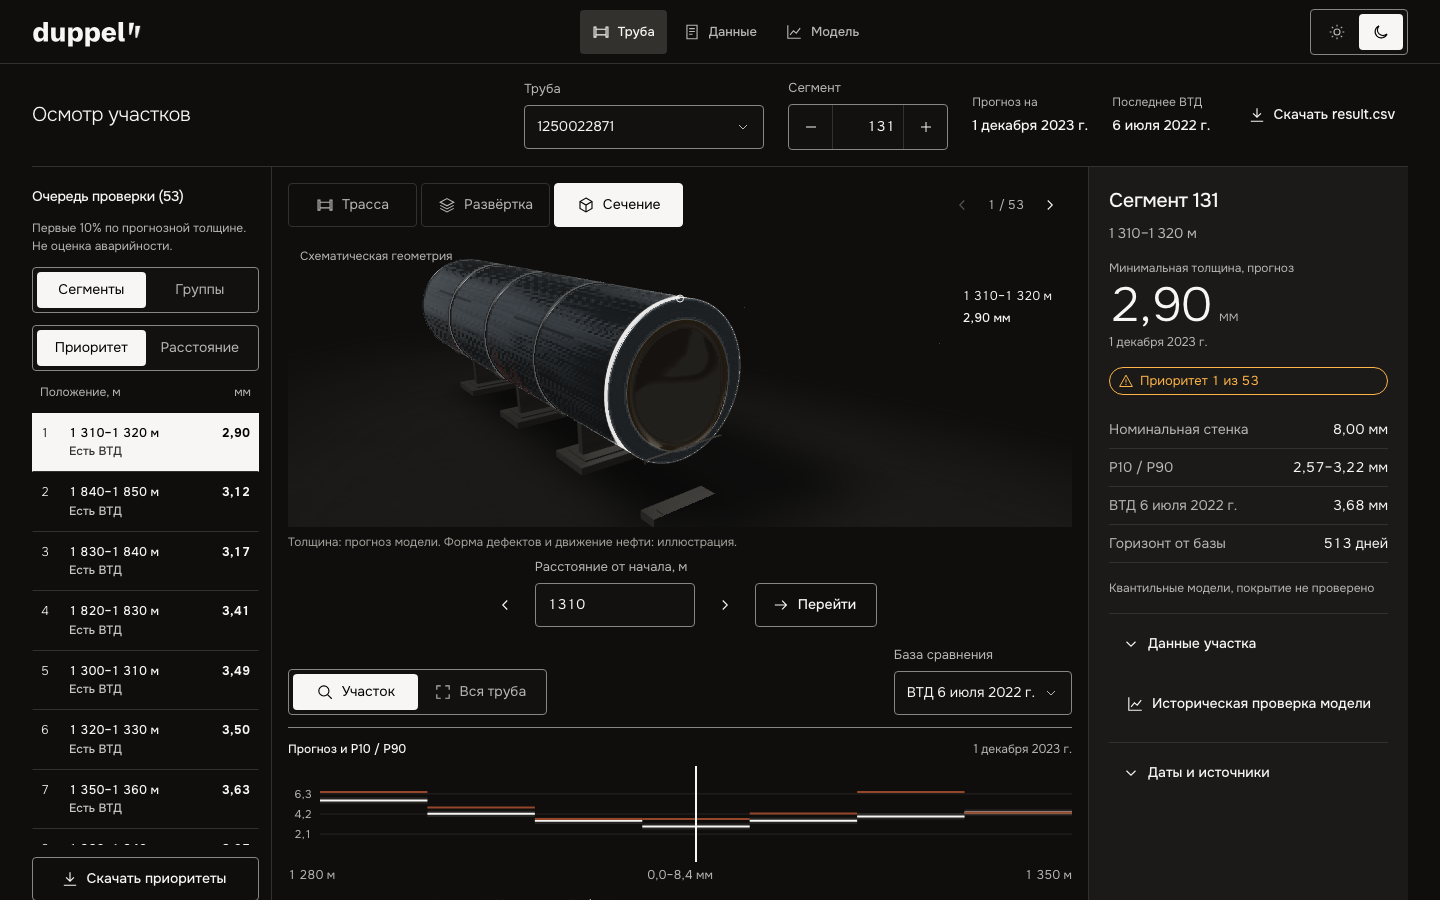 duppel
Труба
Данные
Модель
Осмотр участков
Труба
1250022871
Сегмент
131
Прогноз на
1 декабря 2023 г.
Последнее ВТД
6 июля 2022 г.
Скачать result.csv
Очередь проверки (53)
Первые 10% по прогнозной толщине.
Не оценка аварийности.
Сегменты
Группы
Приоритет
Расстояние
Положение, м
мм
1
1 310–1 320 м
2,90
Есть ВТД
2
1 840–1 850 м
3,12
Есть ВТД
3
1 830–1 840 м
3,17
Есть ВТД
4
1 820–1 830 м
3,41
Есть ВТД
5
1 300–1 310 м
3,49
Есть ВТД
6
1 320–1 330 м
3,50
Есть ВТД
7
1 350–1 360 м
3,63
Есть ВТД
Скачать приоритеты
Трасса
Развёртка
Сечение
1 / 53
Схематическая геометрия
1 310–1 320 м
2,90 мм
Толщина: прогноз модели. Форма дефектов и движение нефти: иллюстрация.
Расстояние от начала, м
1310
Перейти
Участок
Вся труба
База сравнения
ВТД 6 июля 2022 г.
Прогноз и P10 / P90
1 декабря 2023 г.
6,3
4,2
2,1
1 280 м
0,0–8,4 мм
1 350 м
Сегмент 131
1 310–1 320 м
Минимальная толщина, прогноз
2,90 мм
1 декабря 2023 г.
Приоритет 1 из 53
Номинальная стенка
8,00 мм
P10 / P90
2,57–3,22 мм
ВТД 6 июля 2022 г.
3,68 мм
Горизонт от базы
513 дней
Квантильные модели, покрытие не проверено
Данные участка
Историческая проверка модели
Даты и источники